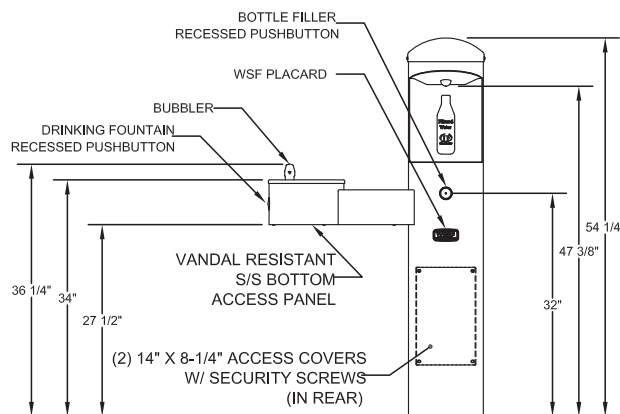 BOTTLE FILLER
RECESSED PUSHBUTTON
WSF PLACARD
BUBBLER
DRINKING FOUNTAIN
RECESSED PUSHBUTTON
VANDAL RESISTANT
S/S BOTTOM
ACCESS PANEL
36 1/4"
34"
27 1/2"
54 1/4
47 3/8"
32"
(2) 14" X 8-1/4" ACCESS COVERS
W/ SECURITY SCREWS
(IN REAR)